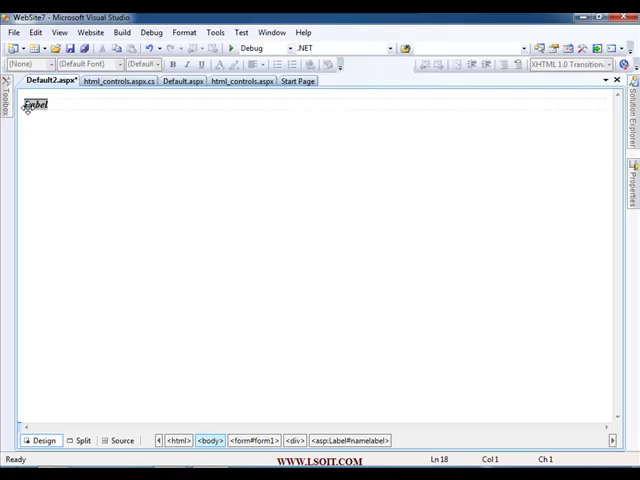 WebSite7 - Microsoft Visual Studio
File Edit View Website Build Debug Format Tools Test Window Help
Debug .NET
(None) (Default Font) (Default B I U XHTML 1.0 Transition
Default2.aspx* html_controls.aspx.cs Default.aspx html_controls.aspx Start Page
Toolbox
Label
Solution Explorer
Properties
Design Split Source <html> <body> <form#form1> <div> <asp:Label#namelabel>
Ready Ln 18 Col 1 Ch 1
WWW.LSOIT.COM